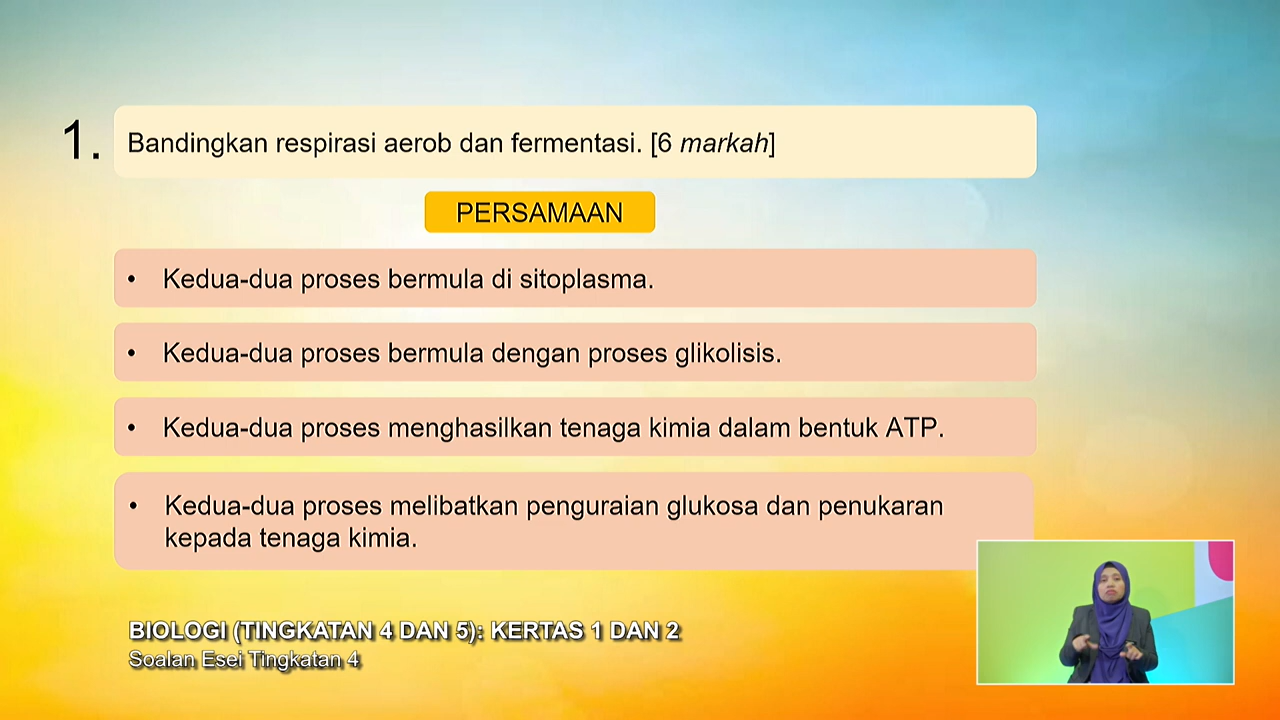 1.
Bandingkan respirasi aerob dan fermentasi. [6 markah]
PERSAMAAN
• Kedua-dua proses bermula di sitoplasma.
• Kedua-dua proses bermula dengan proses glikolisis.
• Kedua-dua proses menghasilkan tenaga kimia dalam bentuk ATP.
• Kedua-dua proses melibatkan penguraian glukosa dan penukaran
kepada tenaga kimia.
BIOLOGI (TINGKATAN 4 DAN 5): KERTAS 1 DAN 2
Soalan Esei Tingkatan 4